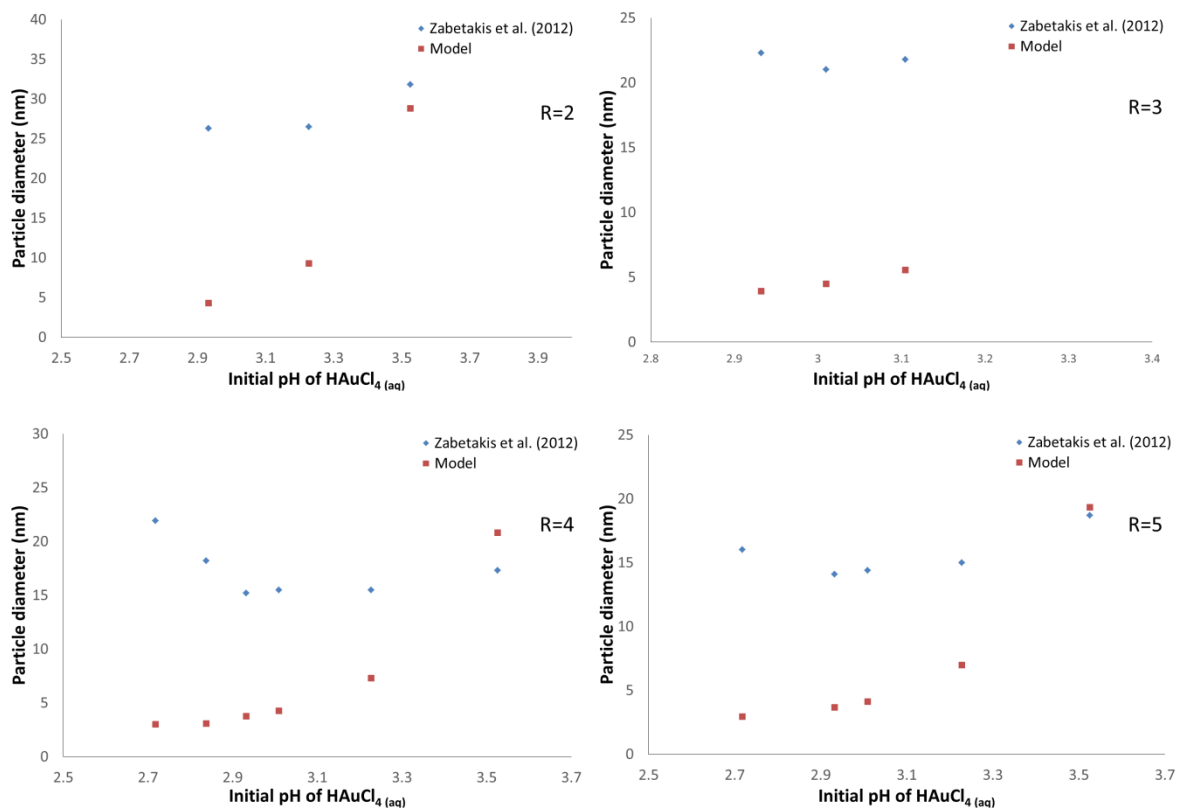 40
35
30
25
20
15
10
5
0
Particle diameter (nm)
Zabetakis et al. (2012)
Model
R=2
2.5 2.7 2.9 3.1 3.3 3.5 3.7 3.9
Initial pH of HAuCl4 (aq)
25
20
15
10
5
0
Particle diameter (nm)
Zabetakis et al. (2012)
Model
R=3
2.8 2.9 3 3.1 3.2 3.3 3.4
Initial pH of HAuCl4 (aq)
30
25
20
15
10
5
0
Particle diameter (nm)
Zabetakis et al. (2012)
Model
R=4
2.5 2.7 2.9 3.1 3.3 3.5 3.7
Initial pH of HAuCl4 (aq)
25
20
15
10
5
0
Particle diameter (nm)
Zabetakis et al. (2012)
Model
R=5
2.5 2.7 2.9 3.1 3.3 3.5 3.7
Initial pH of HAuCl4 (aq)